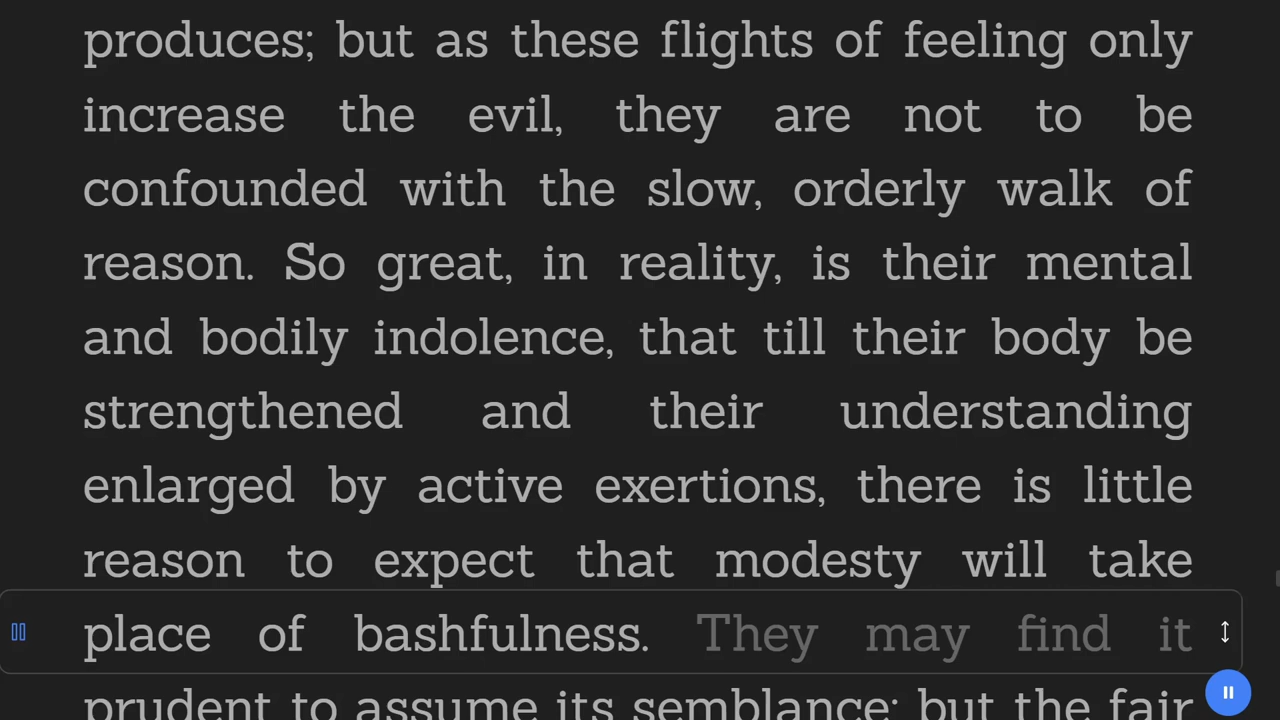 produces; but as these flights of feeling only
increase the evil, they are not to be
confounded with the slow, orderly walk of
reason. So great, in reality, is their mental
and bodily indolence, that till their body be
strengthened and their understanding
enlarged by active exertions, there is little
reason to expect that modesty will take
place of bashfulness. They may find it
prudent to assume its semblance; but the fair